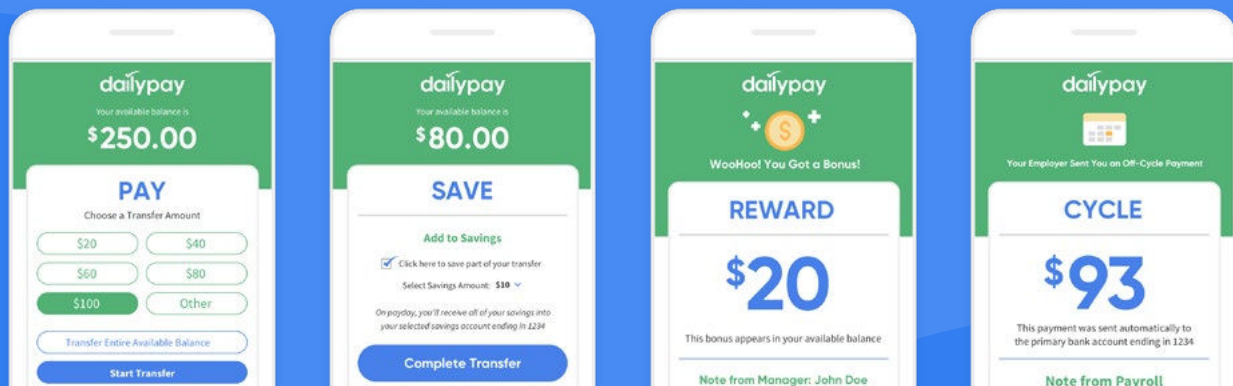 dailypay
Your available balance is
$250.00
PAY
Choose a Transfer Amount
$20
$40
$60
$80
$100
Other
Transfer Entire Available Balance
Start Transfer
dailypay
Your available balance is
$80.00
SAVE
Add to Savings
Click here to save part of your transfer
Select Savings Amount: $10
On payday, you'll receive all of your savings into
your selected savings account ending in 1234
Complete Transfer
dailypay
$
WooHoo! You Got a Bonus!
REWARD
$20
This bonus appears in your available balance
Note from Manager: John Doe
dailypay
Your Employer Sent You an Off-Cycle Payment
CYCLE
$93
This payment was sent automatically to
the primary bank account ending in 1234
Note from Payroll